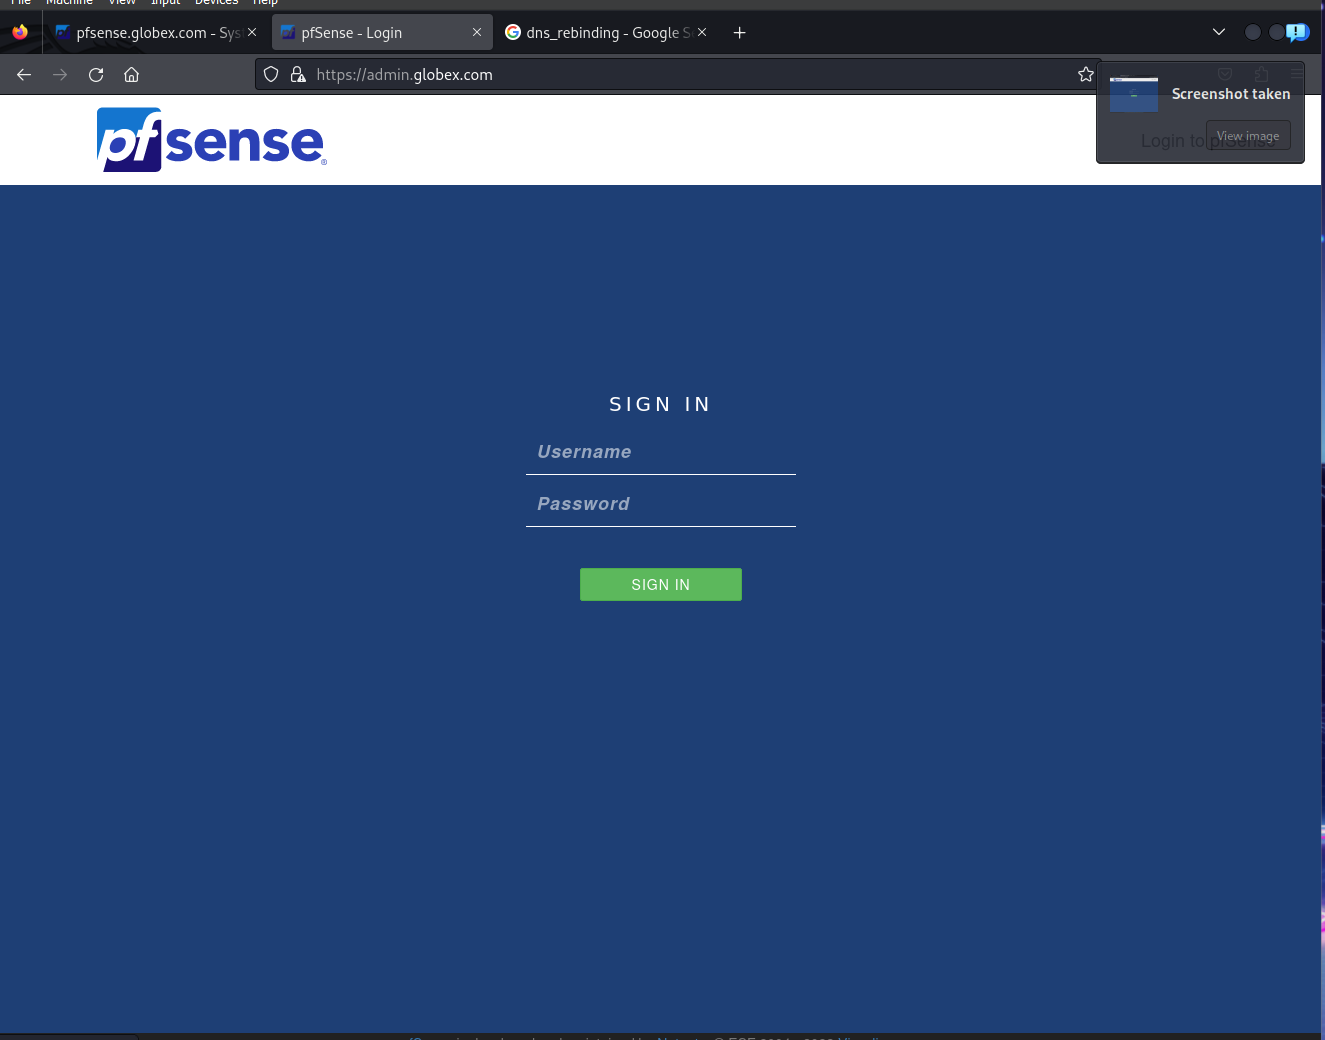 File Machine View Input Devices Help
pfsense.globex.com - Sys
pfSense - Login
dns_rebinding - Google S
https://admin.globex.com
Screenshot taken
View image
Login to pfSense
pfsense®
SIGN IN
Username
Password
SIGN IN